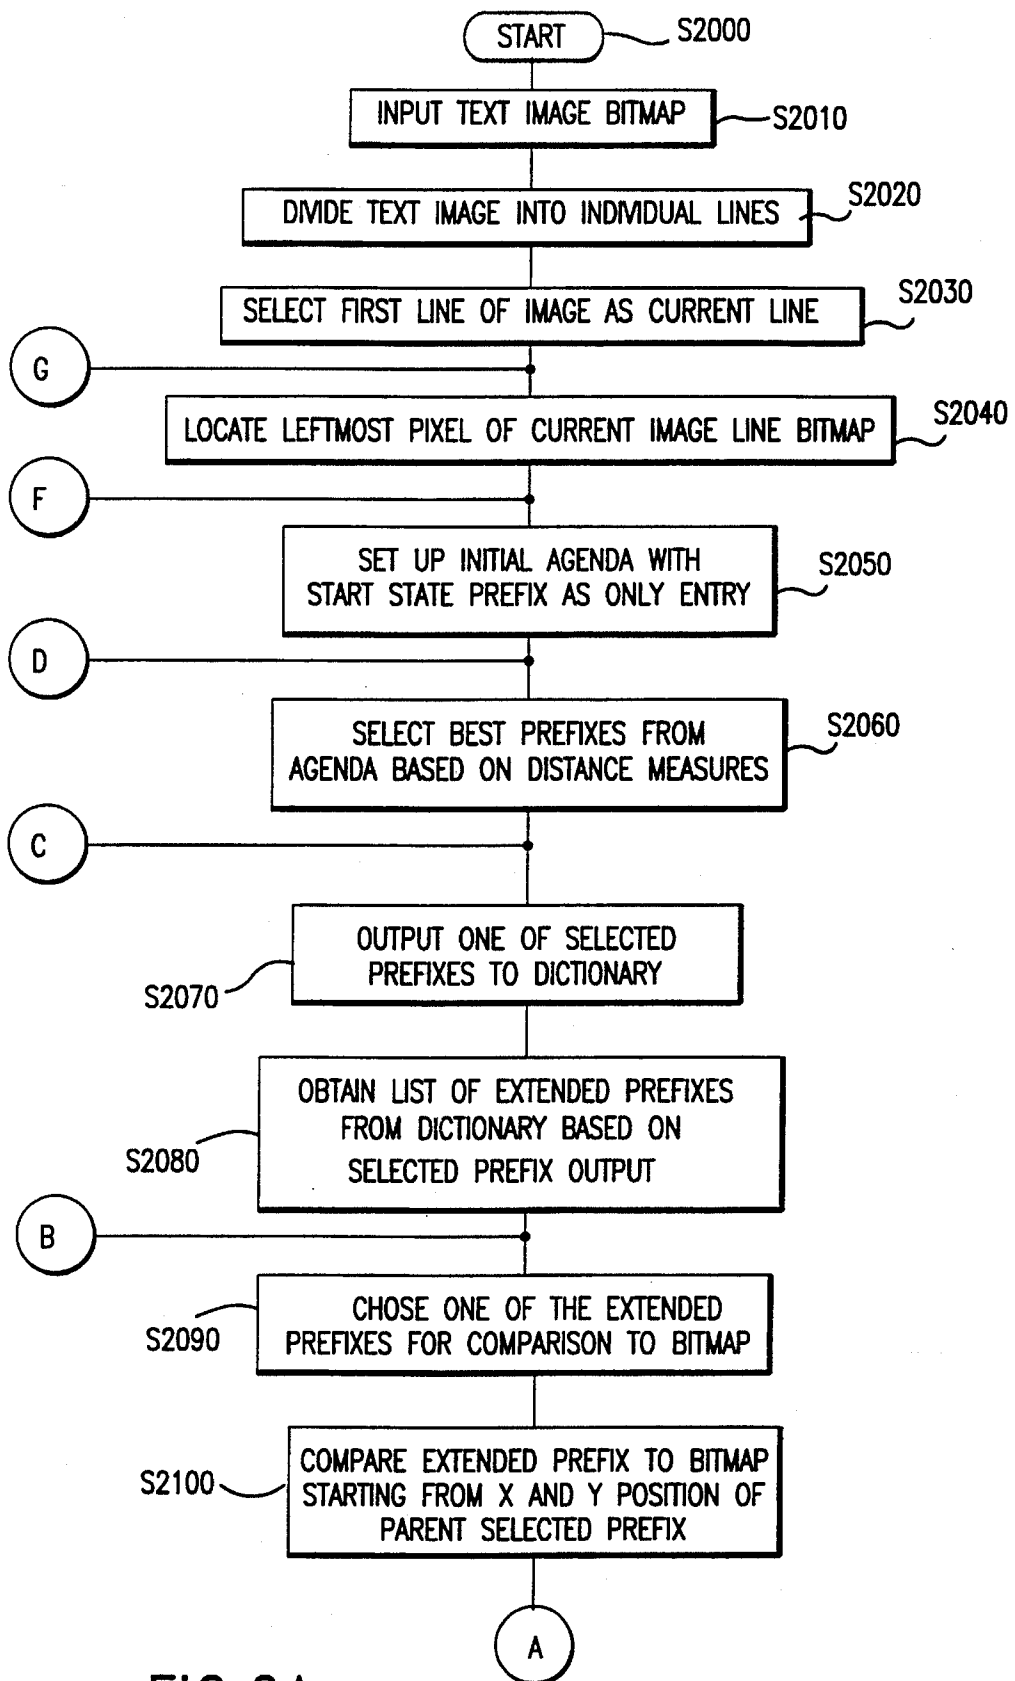 START
S2000
INPUT TEXT IMAGE BITMAP
S2010
DIVIDE TEXT IMAGE INTO INDIVIDUAL LINES
S2020
SELECT FIRST LINE OF IMAGE AS CURRENT LINE
S2030
G
LOCATE LEFTMOST PIXEL OF CURRENT IMAGE LINE BITMAP
S2040
F
SET UP INITIAL AGENDA WITH
START STATE PREFIX AS ONLY ENTRY
S2050
D
SELECT BEST PREFIXES FROM
AGENDA BASED ON DISTANCE MEASURES
S2060
C
OUTPUT ONE OF SELECTED
PREFIXES TO DICTIONARY
S2070
OBTAIN LIST OF EXTENDED PREFIXES
FROM DICTIONARY BASED ON
SELECTED PREFIX OUTPUT
S2080
B
CHOSE ONE OF THE EXTENDED
PREFIXES FOR COMPARISON TO BITMAP
S2090
COMPARE EXTENDED PREFIX TO BITMAP
STARTING FROM X AND Y POSITION OF
PARENT SELECTED PREFIX
S2100
A